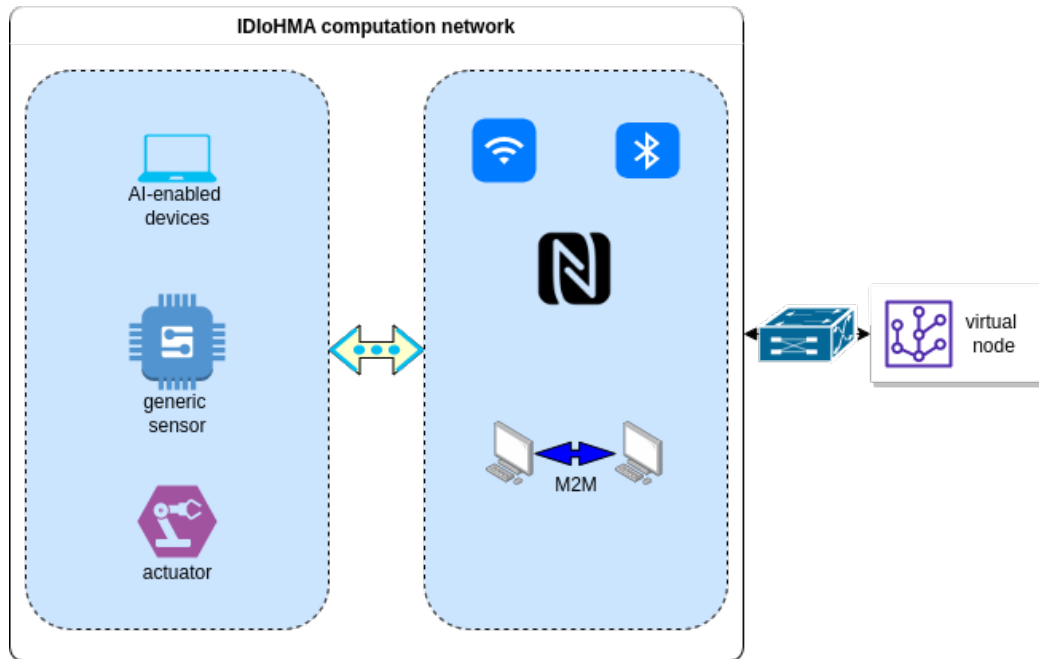 IDIoHMA computation network
AI-enabled
devices
generic
sensor
actuator
M2M
virtual
node